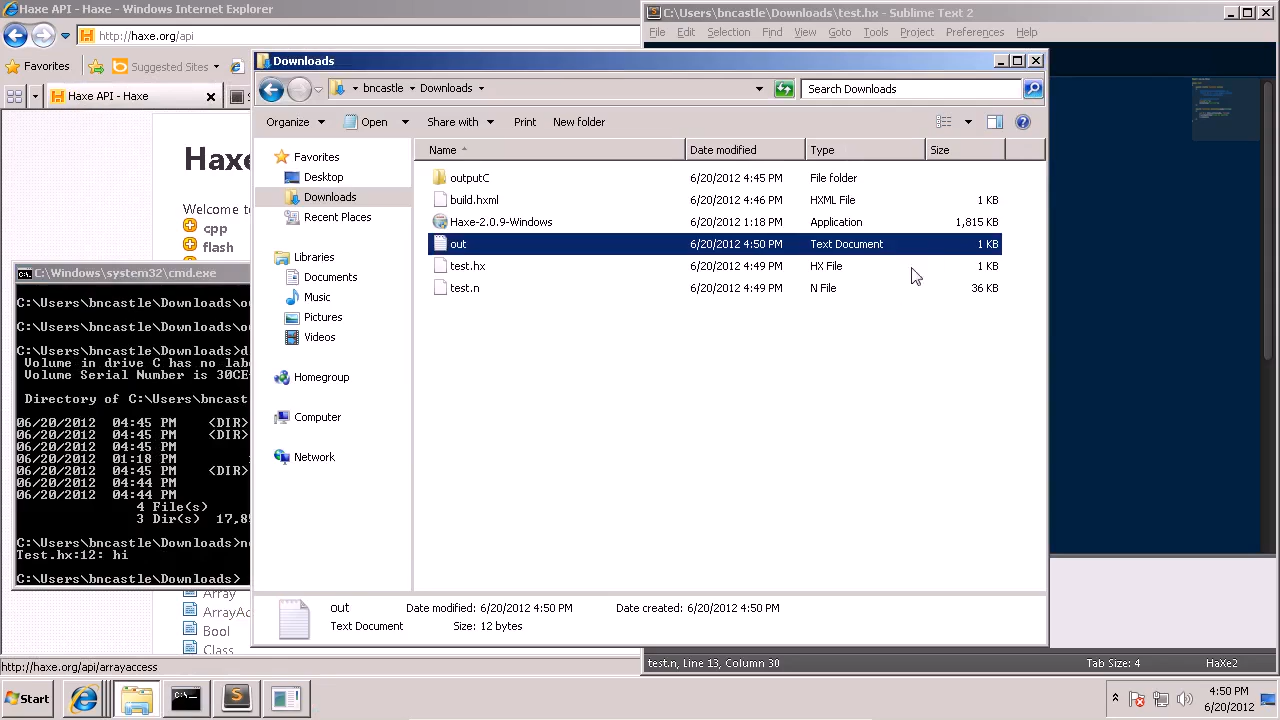 Haxe API - Haxe - Windows Internet Explorer
http://haxe.org/api
Favorites
Suggested Sites
Haxe API - Haxe
Haxe
Welcome to
cpp
flash
C:\Users\bncastle\Downloads\test.hx - Sublime Text 2
File Edit Selection Find View Goto Tools Project Preferences Help
Downloads
bncastle Downloads
Search Downloads
Organize Open Share with Print New folder
Name Date modified Type Size
outputC 6/20/2012 4:45 PM File folder
build.hxml 6/20/2012 4:46 PM HXML File 1 KB
Haxe-2.0.9-Windows 6/20/2012 1:18 PM Application 1,815 KB
out 6/20/2012 4:50 PM Text Document 1 KB
test.hx 6/20/2012 4:49 PM HX File 1 KB
test.n 6/20/2012 4:49 PM N File 36 KB
Favorites
Desktop
Downloads
Recent Places
Libraries
Documents
Music
Pictures
Videos
Homegroup
Computer
Network
out Date modified: 6/20/2012 4:50 PM Date created: 6/20/2012 4:50 PM
Text Document Size: 12 bytes
C:\Windows\system32\cmd.exe
C:\Users\bncastle\Downloads\o
C:\Users\bncastle\Downloads\o
C:\Users\bncastle\Downloads>d
Volume in drive C has no lab
Volume Serial Number is 30CE
Directory of C:\Users\bncast
06/20/2012 04:45 PM <DIR>
06/20/2012 04:45 PM <DIR>
06/20/2012 04:45 PM
06/20/2012 01:18 PM
06/20/2012 04:45 PM <DIR>
06/20/2012 04:44 PM
06/20/2012 04:44 PM
4 File(s)
3 Dir(s) 17,8
C:\Users\bncastle\Downloads>n
Test.hx:12: hi
C:\Users\bncastle\Downloads>
Array
ArrayAc
Bool
Class
http://haxe.org/api/arrayaccess
test.n, Line 13, Column 30 Tab Size: 4 HaXe2
Start
4:50 PM
6/20/2012